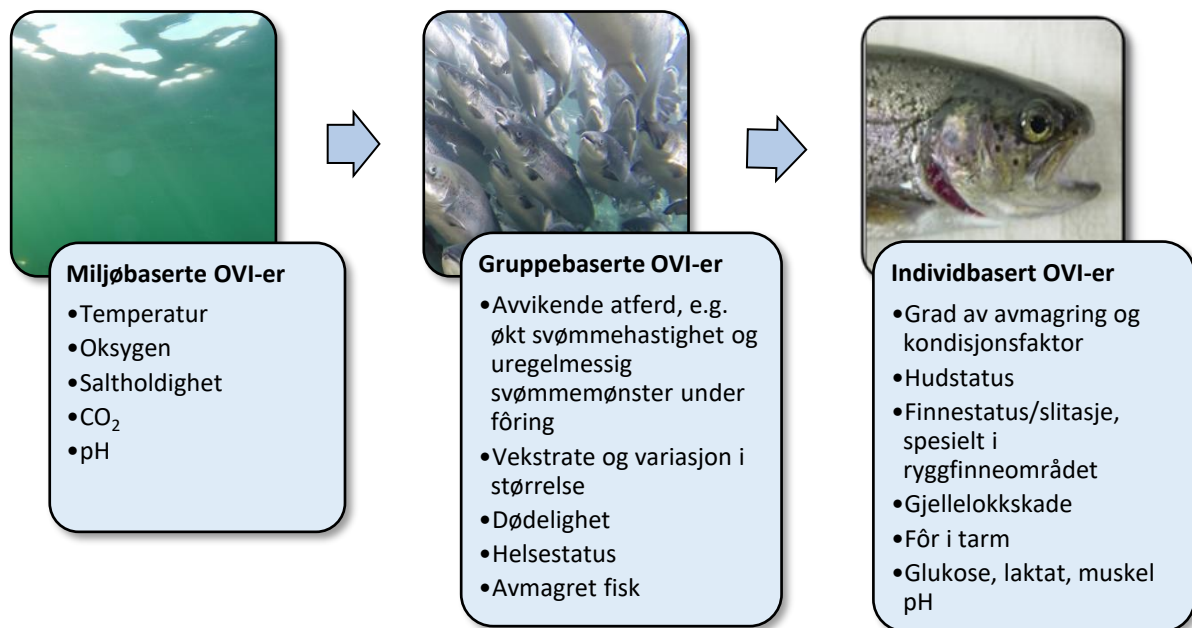 Miljøbaserte OVI-er
•Temperatur
•Oksygen
•Saltholdighet
•CO₂
•pH
Gruppebaserte OVI-er
•Avvikende atferd, e.g.
økt svømmehastighet og
uregelmessig
svømmemønster under
fôring
•Vekstrate og variasjon i
størrelse
•Dødelighet
•Helsestatus
•Avmagret fisk
Individbasert OVI-er
•Grad av avmagring og
kondisjonsfaktor
•Hudstatus
•Finnestatus/slitasje,
spesielt i
ryggfinneområdet
•Gjellelokkskade
•Fôr i tarm
•Glukose, laktat, muskel
pH